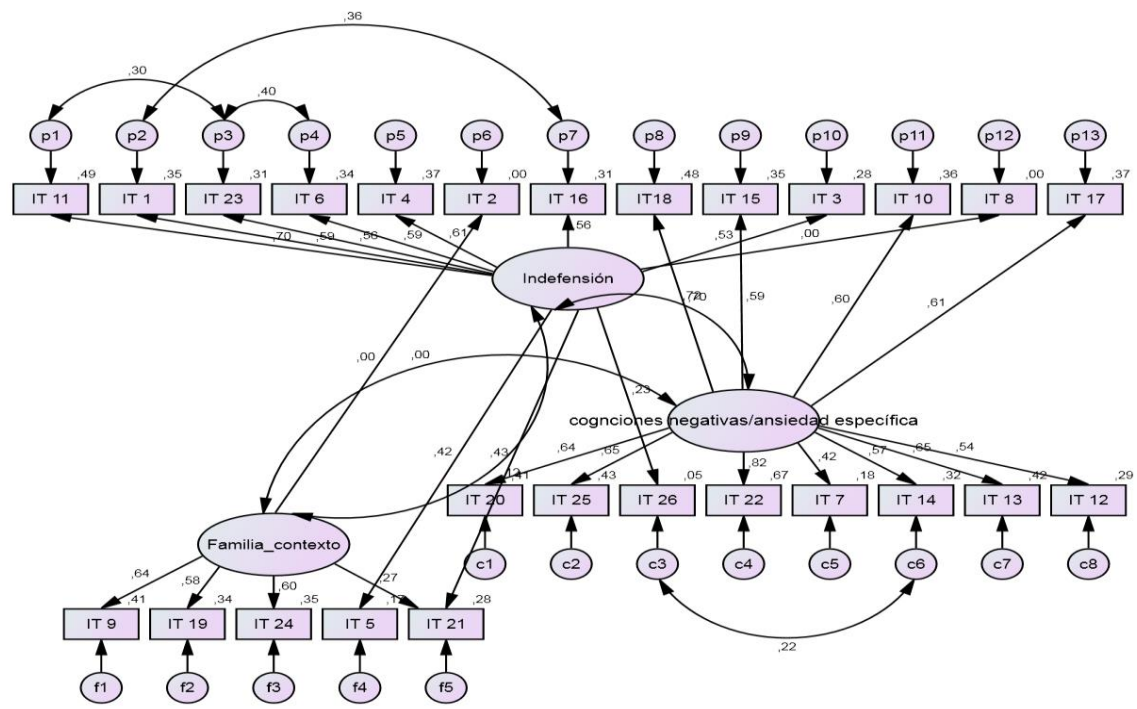 ,36
,30
,40
p1 p2 p3 p4 p5 p6 p7 p8 p9 p10 p11 p12 p13
,49 ,35 ,31 ,34 ,37 ,00 ,31 ,48 ,35 ,28 ,36 ,00 ,37
IT 11 IT 1 IT 23 IT 6 IT 4 IT 2 IT 16 IT18 IT 15 IT 3 IT 10 IT 8 IT 17
,70 ,59 ,56 ,59 ,61 ,56 ,53 ,00
Indefensión
,70 ,59 ,60 ,61
,00 ,00
,23
cognciones negativas/ansiedad específica
,42 ,43 ,64 ,65 ,82 ,42 ,57 ,65 ,54
,43 ,05 ,67 ,18 ,32 ,42 ,29
IT 20 IT 25 IT 26 IT 22 IT 7 IT 14 IT 13 IT 12
Familia_contexto
c1 c2 c3 c4 c5 c6 c7 c8
,64 ,58 ,60 ,27
,41 ,34 ,35 ,17 ,28
IT 9 IT 19 IT 24 IT 5 IT 21
,22
f1 f2 f3 f4 f5